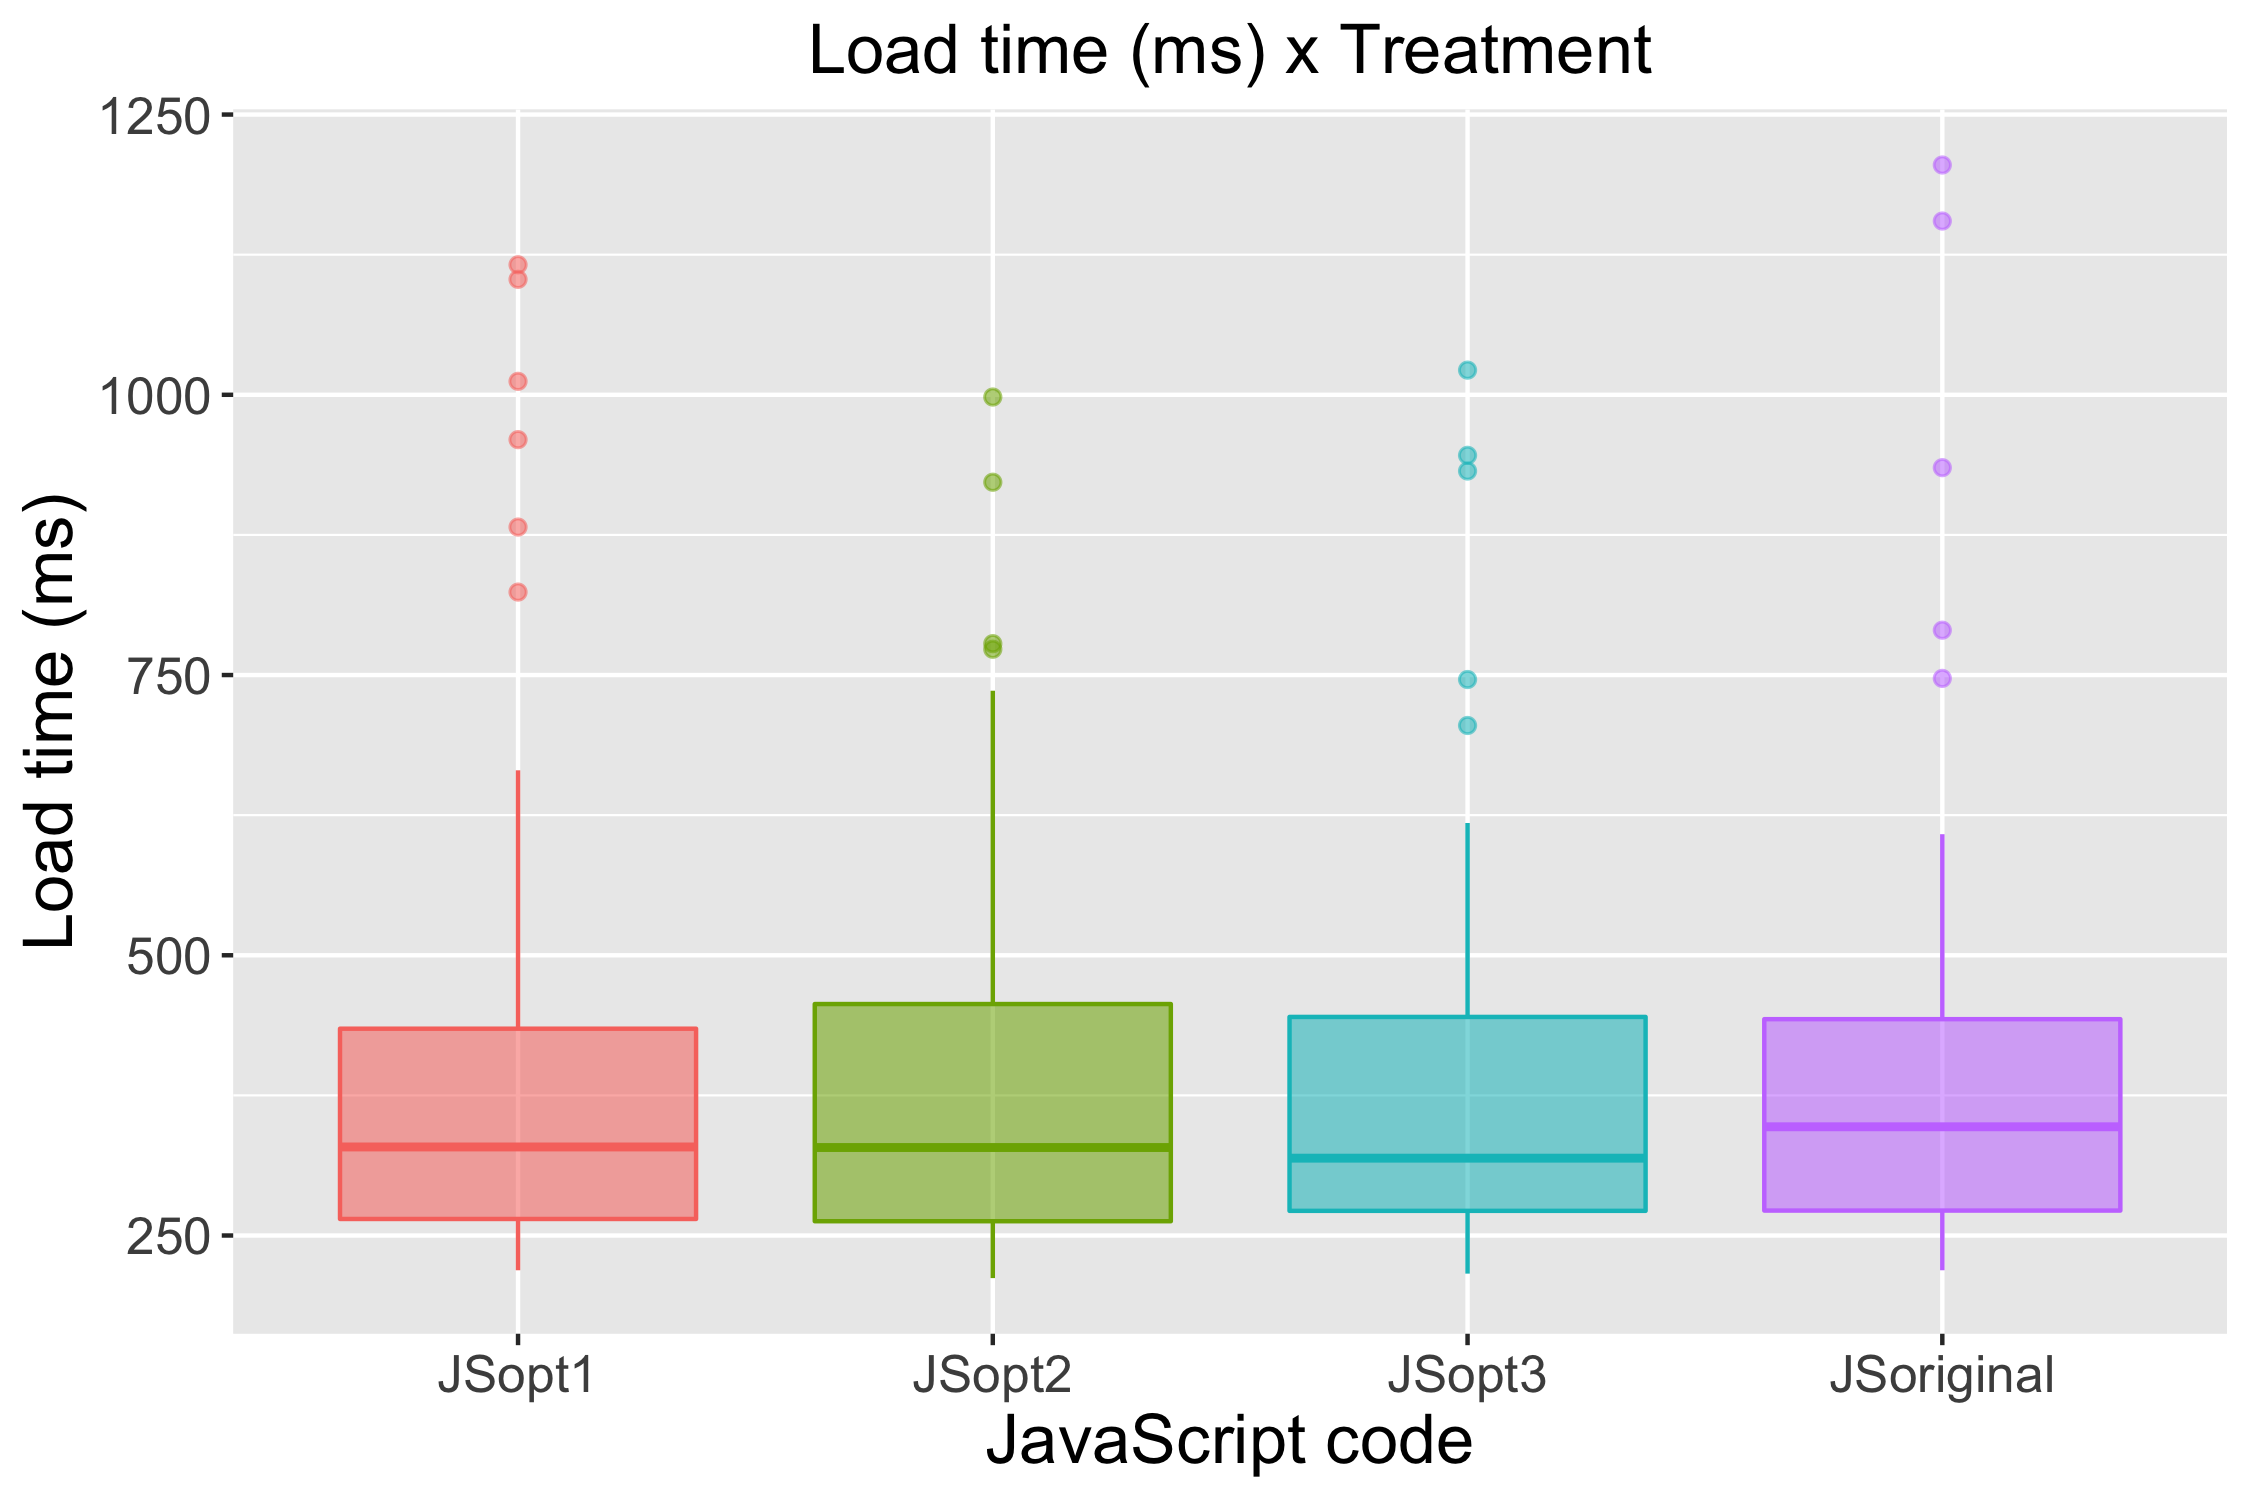 Load time (ms) x Treatment
Load time (ms)
1250
1000
750
500
250
JSopt1
JSopt2
JSopt3
JSoriginal
JavaScript code